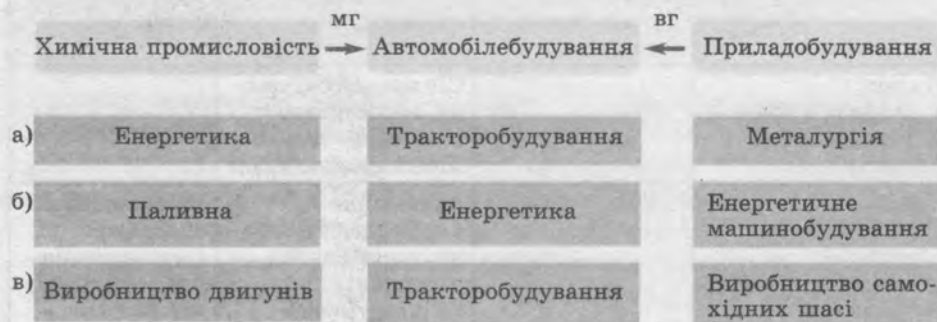 мг вг
Химічна промисловість → Автомобілебудування ← Приладобудування
а) Енергетика Тракторобудування Металургія
б) Паливна Енергетика Енергетичне
машинобудування
в) Виробництво двигунів Тракторобудування Виробництво само-
хідних шасі